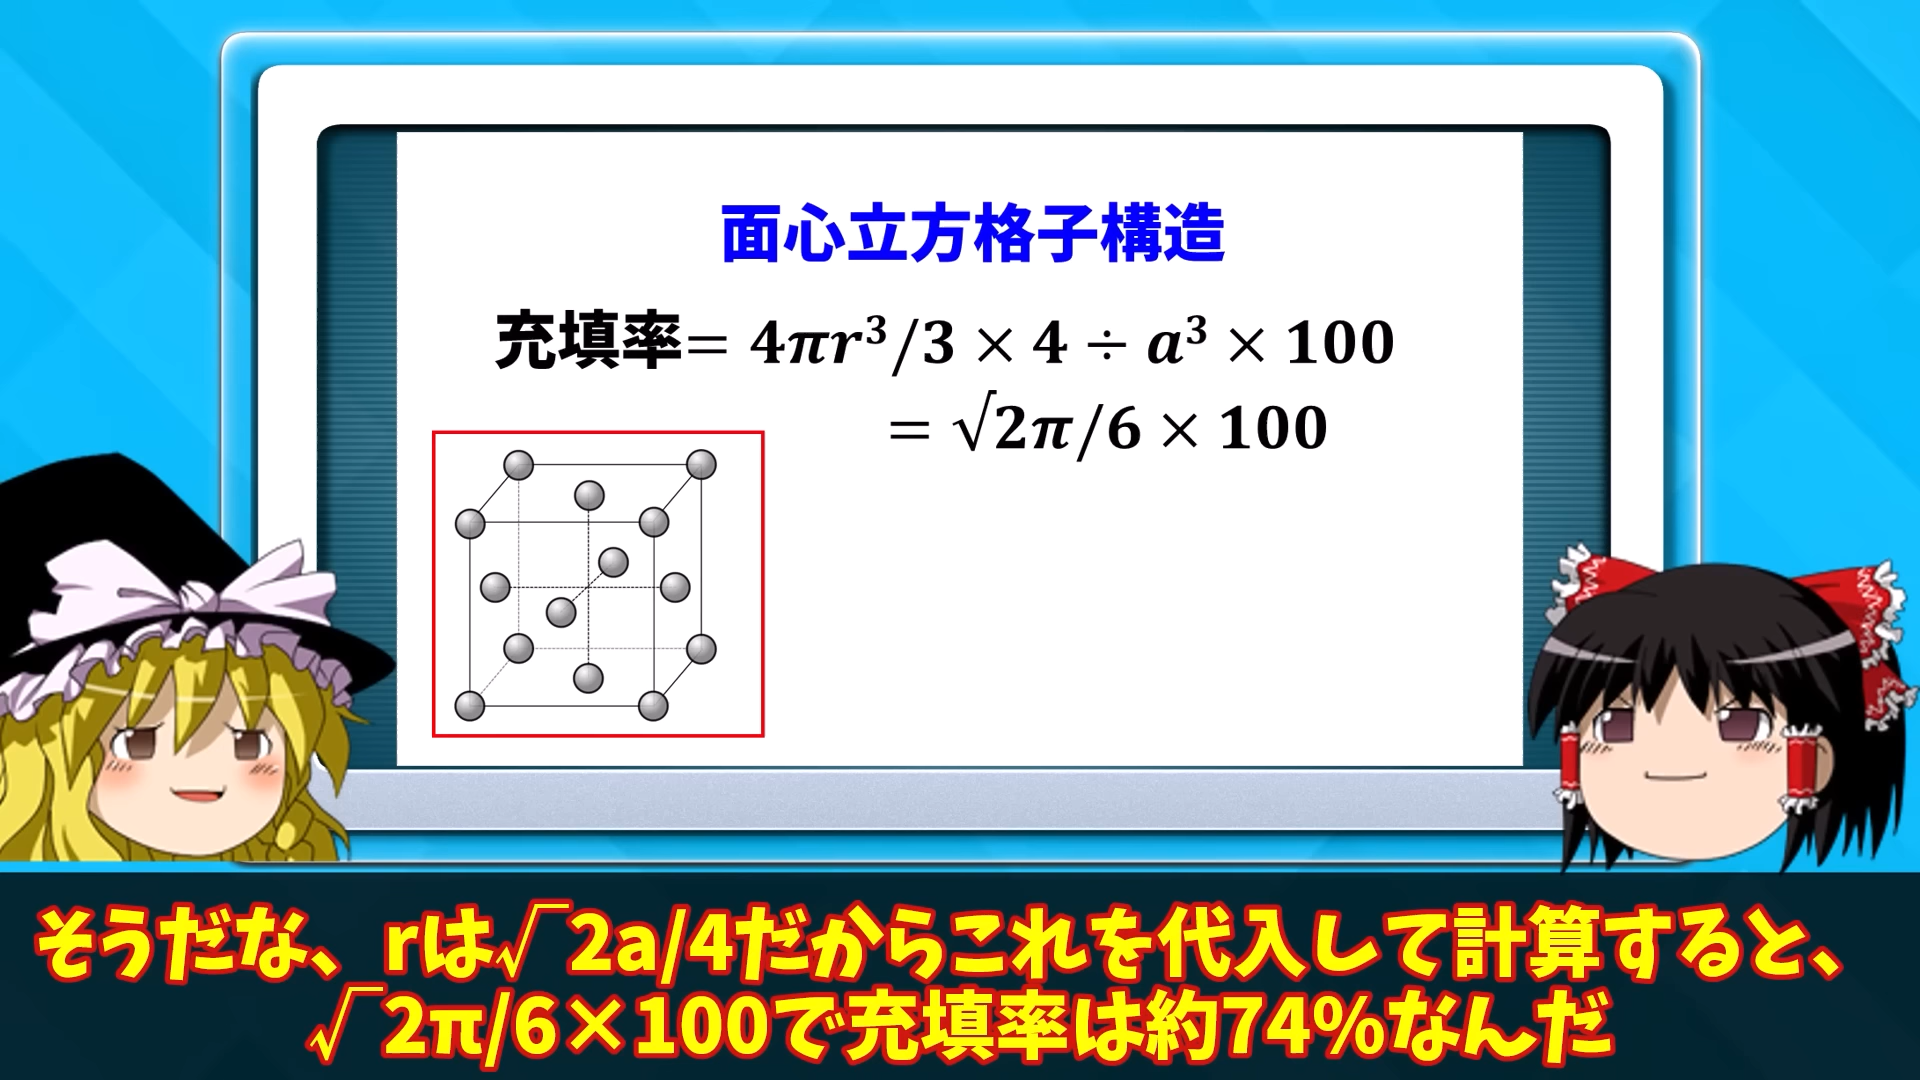 面心立方格子構造
充填率= 4πr³/3 × 4 ÷ a³ × 100
= √2π/6 × 100
そうだな、rは√2a/4だからこれを代入して計算すると、
√2π/6×100で充填率は約74%なんだ